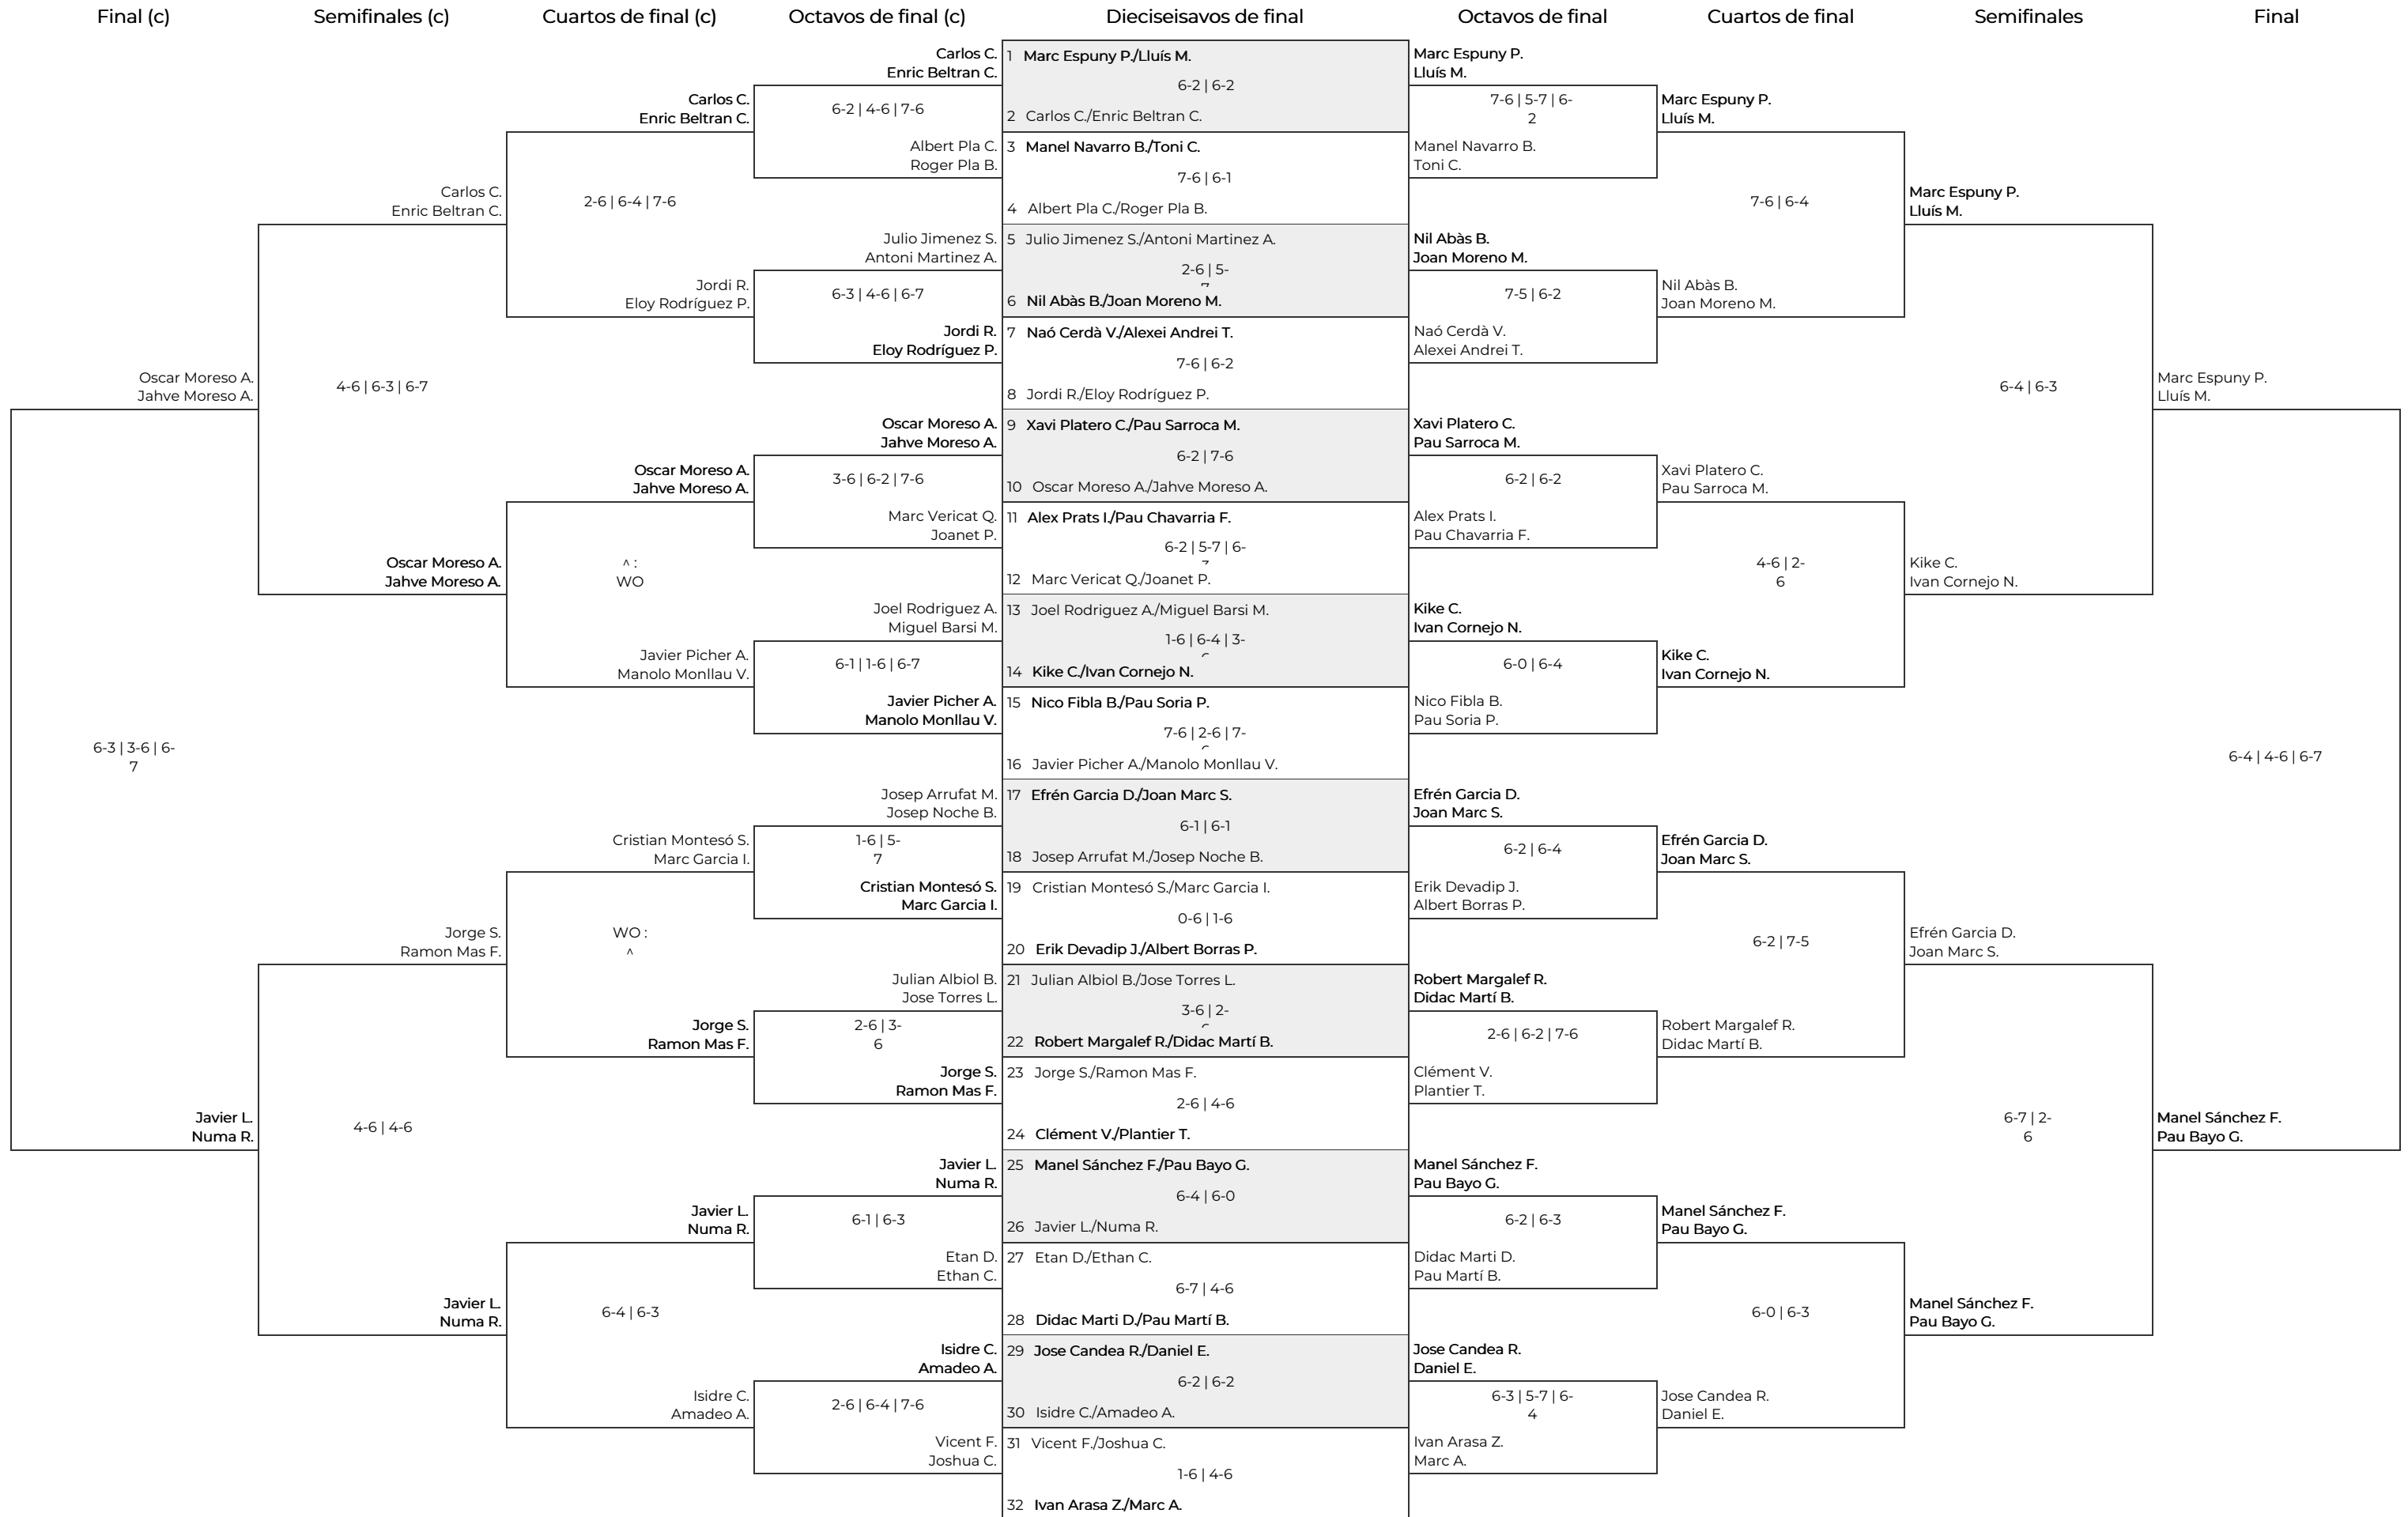 Final (c)
Semifinales (c)
Cuartos de final (c)
Octavos de final (c)
Dieciseisavos de final
Octavos de final
Cuartos de final
Semifinales
Final
Oscar Moreso A.
Jahve Moreso A.
6-3 | 3-6 | 6-
7
Javier L.
Numa R.
Carlos C.
Enric Beltran C.
4-6 | 6-3 | 6-7
Oscar Moreso A.
Jahve Moreso A.
Jorge S.
Ramon Mas F.
4-6 | 4-6
Javier L.
Numa R.
Carlos C.
Enric Beltran C.
2-6 | 6-4 | 7-6
Jordi R.
Eloy Rodríguez P.
Oscar Moreso A.
Jahve Moreso A.
^ :
WO
Javier Picher A.
Manolo Monllau V.
Cristian Montesó S.
Marc Garcia I.
WO :
^
Jorge S.
Ramon Mas F.
Javier L.
Numa R.
6-4 | 6-3
Isidre C.
Amadeo A.
Carlos C.
Enric Beltran C.
6-2 | 4-6 | 7-6
Albert Pla C.
Roger Pla B.
Julio Jimenez S.
Antoni Martinez A.
6-3 | 4-6 | 6-7
Jordi R.
Eloy Rodríguez P.
Oscar Moreso A.
Jahve Moreso A.
3-6 | 6-2 | 7-6
Marc Vericat Q.
Joanet P.
Joel Rodriguez A.
Miguel Barsi M.
6-1 | 1-6 | 6-7
Javier Picher A.
Manolo Monllau V.
Josep Arrufat M.
Josep Noche B.
1-6 | 5-
7
Cristian Montesó S.
Marc Garcia I.
Julian Albiol B.
Jose Torres L.
2-6 | 3-
6
Jorge S.
Ramon Mas F.
Javier L.
Numa R.
6-1 | 6-3
Etan D.
Ethan C.
Isidre C.
Amadeo A.
2-6 | 6-4 | 7-6
Vicent F.
Joshua C.
1 Marc Espuny P./Lluís M.
6-2 | 6-2
2 Carlos C./Enric Beltran C.
3 Manel Navarro B./Toni C.
7-6 | 6-1
4 Albert Pla C./Roger Pla B.
5 Julio Jimenez S./Antoni Martinez A.
2-6 | 5-
6 Nil Abàs B./Joan Moreno M.
7 Naó Cerdà V./Alexei Andrei T.
7-6 | 6-2
8 Jordi R./Eloy Rodríguez P.
9 Xavi Platero C./Pau Sarroca M.
6-2 | 7-6
10 Oscar Moreso A./Jahve Moreso A.
11 Alex Prats I./Pau Chavarria F.
6-2 | 5-7 | 6-
12 Marc Vericat Q./Joanet P.
13 Joel Rodriguez A./Miguel Barsi M.
1-6 | 6-4 | 3-
14 Kike C./Ivan Cornejo N.
15 Nico Fibla B./Pau Soria P.
7-6 | 2-6 | 7-
16 Javier Picher A./Manolo Monllau V.
17 Efrén Garcia D./Joan Marc S.
6-1 | 6-1
18 Josep Arrufat M./Josep Noche B.
19 Cristian Montesó S./Marc Garcia I.
0-6 | 1-6
20 Erik Devadip J./Albert Borras P.
21 Julian Albiol B./Jose Torres L.
3-6 | 2-
22 Robert Margalef R./Didac Martí B.
23 Jorge S./Ramon Mas F.
2-6 | 4-6
24 Clément V./Plantier T.
25 Manel Sánchez F./Pau Bayo G.
6-4 | 6-0
26 Javier L./Numa R.
27 Etan D./Ethan C.
6-7 | 4-6
28 Didac Marti D./Pau Martí B.
29 Jose Candea R./Daniel E.
6-2 | 6-2
30 Isidre C./Amadeo A.
31 Vicent F./Joshua C.
1-6 | 4-6
32 Ivan Arasa Z./Marc A.
Marc Espuny P.
Lluís M.
7-6 | 5-7 | 6-
2
Manel Navarro B.
Toni C.
Nil Abàs B.
Joan Moreno M.
7-5 | 6-2
Naó Cerdà V.
Alexei Andrei T.
Xavi Platero C.
Pau Sarroca M.
6-2 | 6-2
Alex Prats I.
Pau Chavarria F.
Kike C.
Ivan Cornejo N.
6-0 | 6-4
Nico Fibla B.
Pau Soria P.
Efrén Garcia D.
Joan Marc S.
6-2 | 6-4
Erik Devadip J.
Albert Borras P.
Robert Margalef R.
Didac Martí B.
2-6 | 6-2 | 7-6
Clément V.
Plantier T.
Manel Sánchez F.
Pau Bayo G.
6-2 | 6-3
Didac Marti D.
Pau Martí B.
Jose Candea R.
Daniel E.
6-3 | 5-7 | 6-
4
Ivan Arasa Z.
Marc A.
Marc Espuny P.
Lluís M.
7-6 | 6-4
Nil Abàs B.
Joan Moreno M.
Xavi Platero C.
Pau Sarroca M.
4-6 | 2-
6
Kike C.
Ivan Cornejo N.
Efrén Garcia D.
Joan Marc S.
6-2 | 7-5
Robert Margalef R.
Didac Martí B.
Manel Sánchez F.
Pau Bayo G.
6-0 | 6-3
Jose Candea R.
Daniel E.
Marc Espuny P.
Lluís M.
6-4 | 6-3
Kike C.
Ivan Cornejo N.
Efrén Garcia D.
Joan Marc S.
6-7 | 2-
6
Manel Sánchez F.
Pau Bayo G.
Marc Espuny P.
Lluís M.
6-4 | 4-6 | 6-7
Manel Sánchez F.
Pau Bayo G.